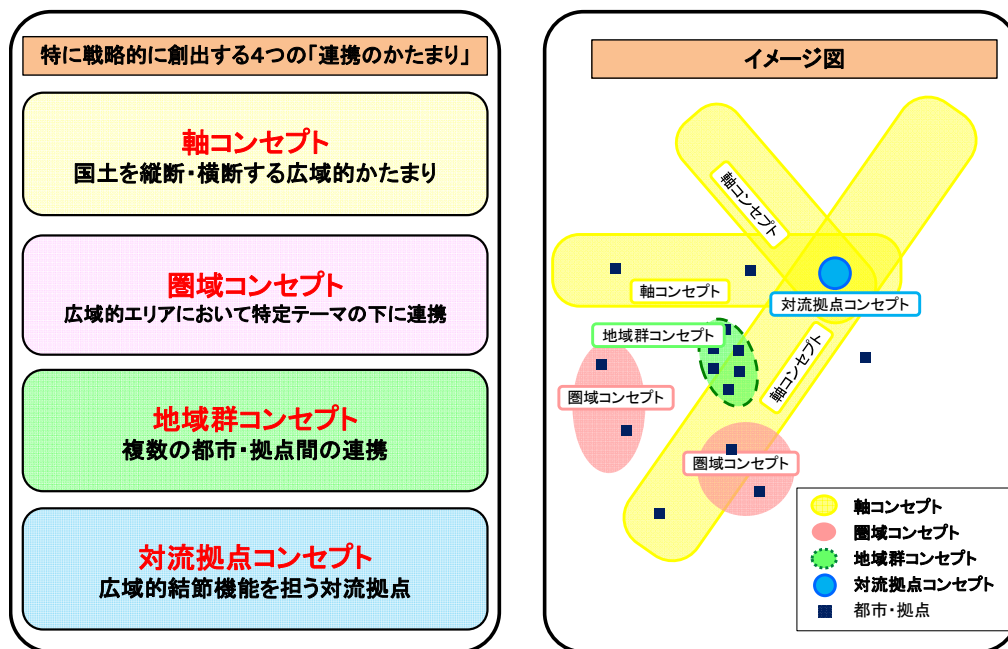 特に戦略的に創出する4つの「連携のかたまり」
軸コンセプト
国土を縦断・横断する広域的かたまり
圏域コンセプト
広域的エリアにおいて特定テーマの下に連携
地域群コンセプト
複数の都市・拠点間の連携
対流拠点コンセプト
広域的結節機能を担う対流拠点
イメージ図
軸コンセプト
軸コンセプト
対流拠点コンセプト
地域群コンセプト
軸コンセプト
圏域コンセプト
圏域コンセプト
軸コンセプト
圏域コンセプト
地域群コンセプト
対流拠点コンセプト
都市・拠点